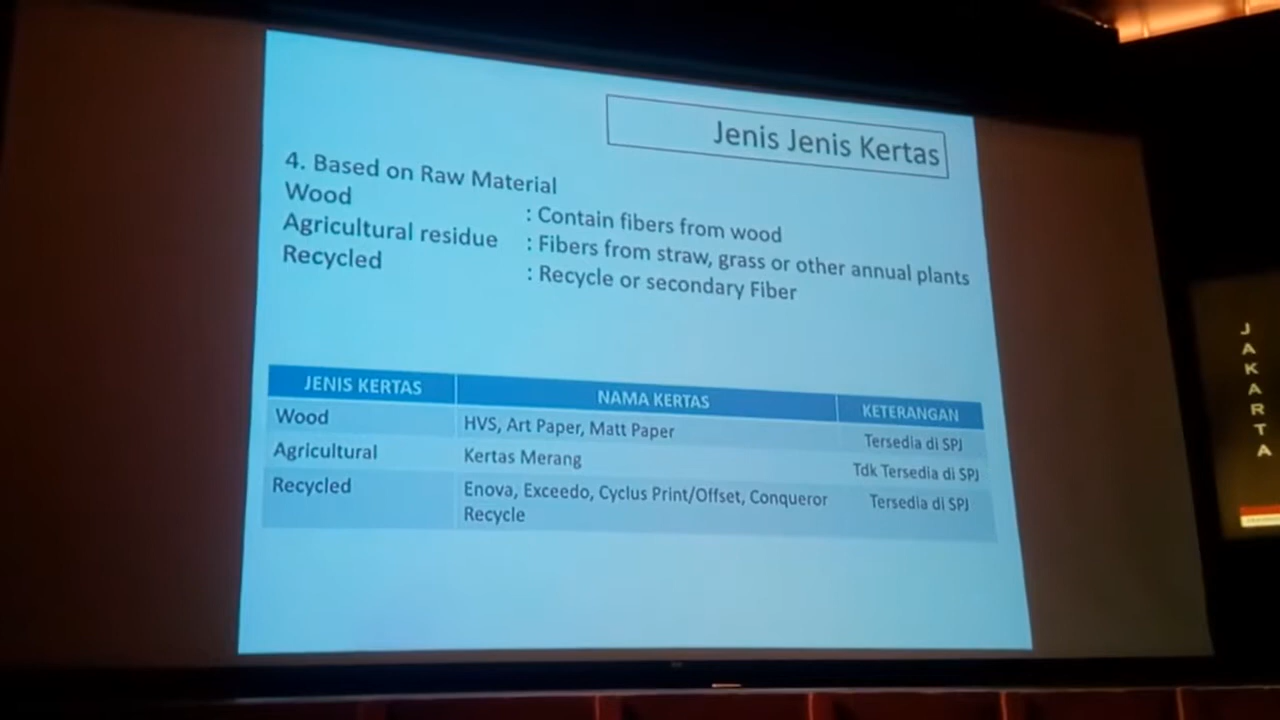 Jenis Jenis Kertas
4. Based on Raw Material
Wood : Contain fibers from wood
Agricultural residue : Fibers from straw, grass or other annual plants
Recycled : Recycle or secondary Fiber
JENIS KERTAS NAMA KERTAS KETERANGAN
Wood HVS, Art Paper, Matt Paper Tersedia di SPJ
Agricultural Kertas Merang Tdk Tersedia di SPJ
Recycled Enova, Exceedo, Cyclus Print/Offset, Conqueror Tersedia di SPJ
Recycle
JAKARTA